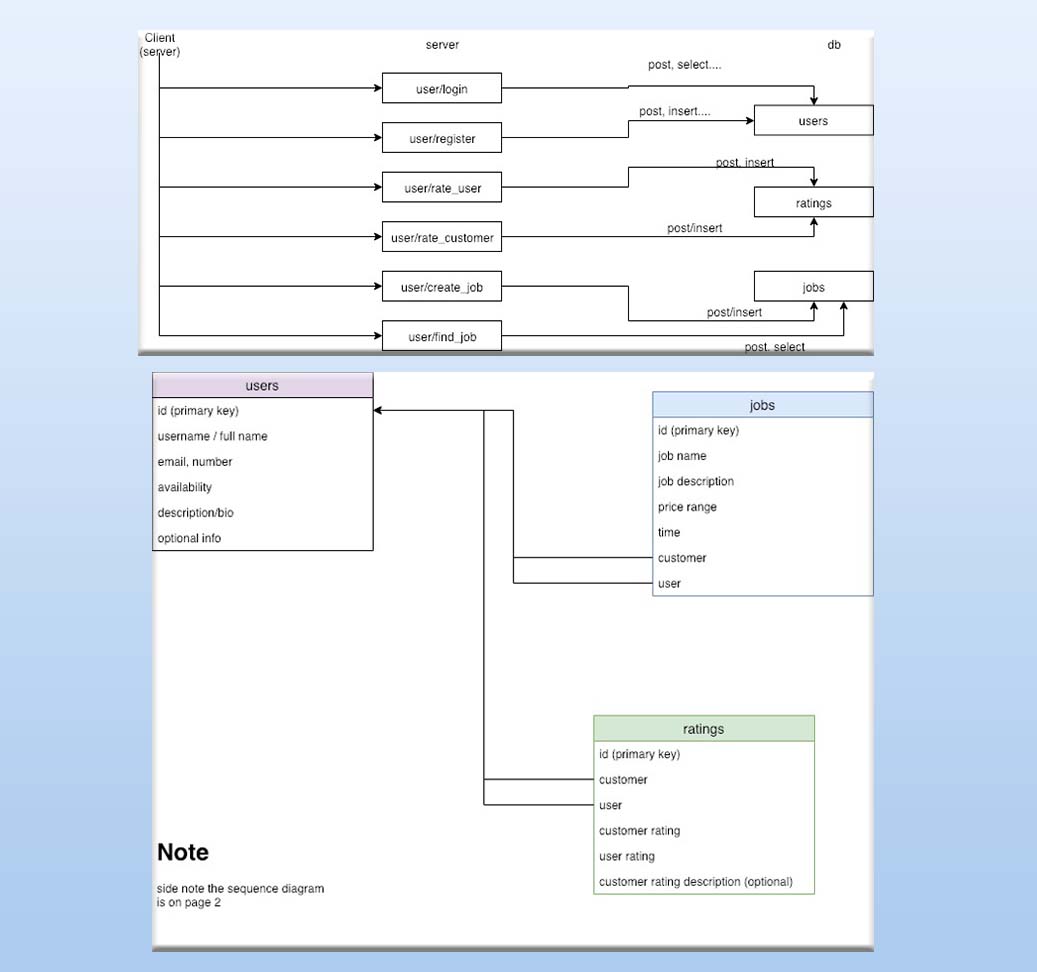 Client
(server)
server
db
post, select....
user/login
post, insert....
users
user/register
post, insert
user/rate_user
ratings
post/insert
user/rate_customer
user/create_job
jobs
post/insert
user/find_job
post, select
users
id (primary key)
username / full name
email, number
availability
description/bio
optional info
jobs
id (primary key)
job name
job description
price range
time
customer
user
ratings
id (primary key)
customer
user
customer rating
user rating
customer rating description (optional)
Note
side note the sequence diagram
is on page 2